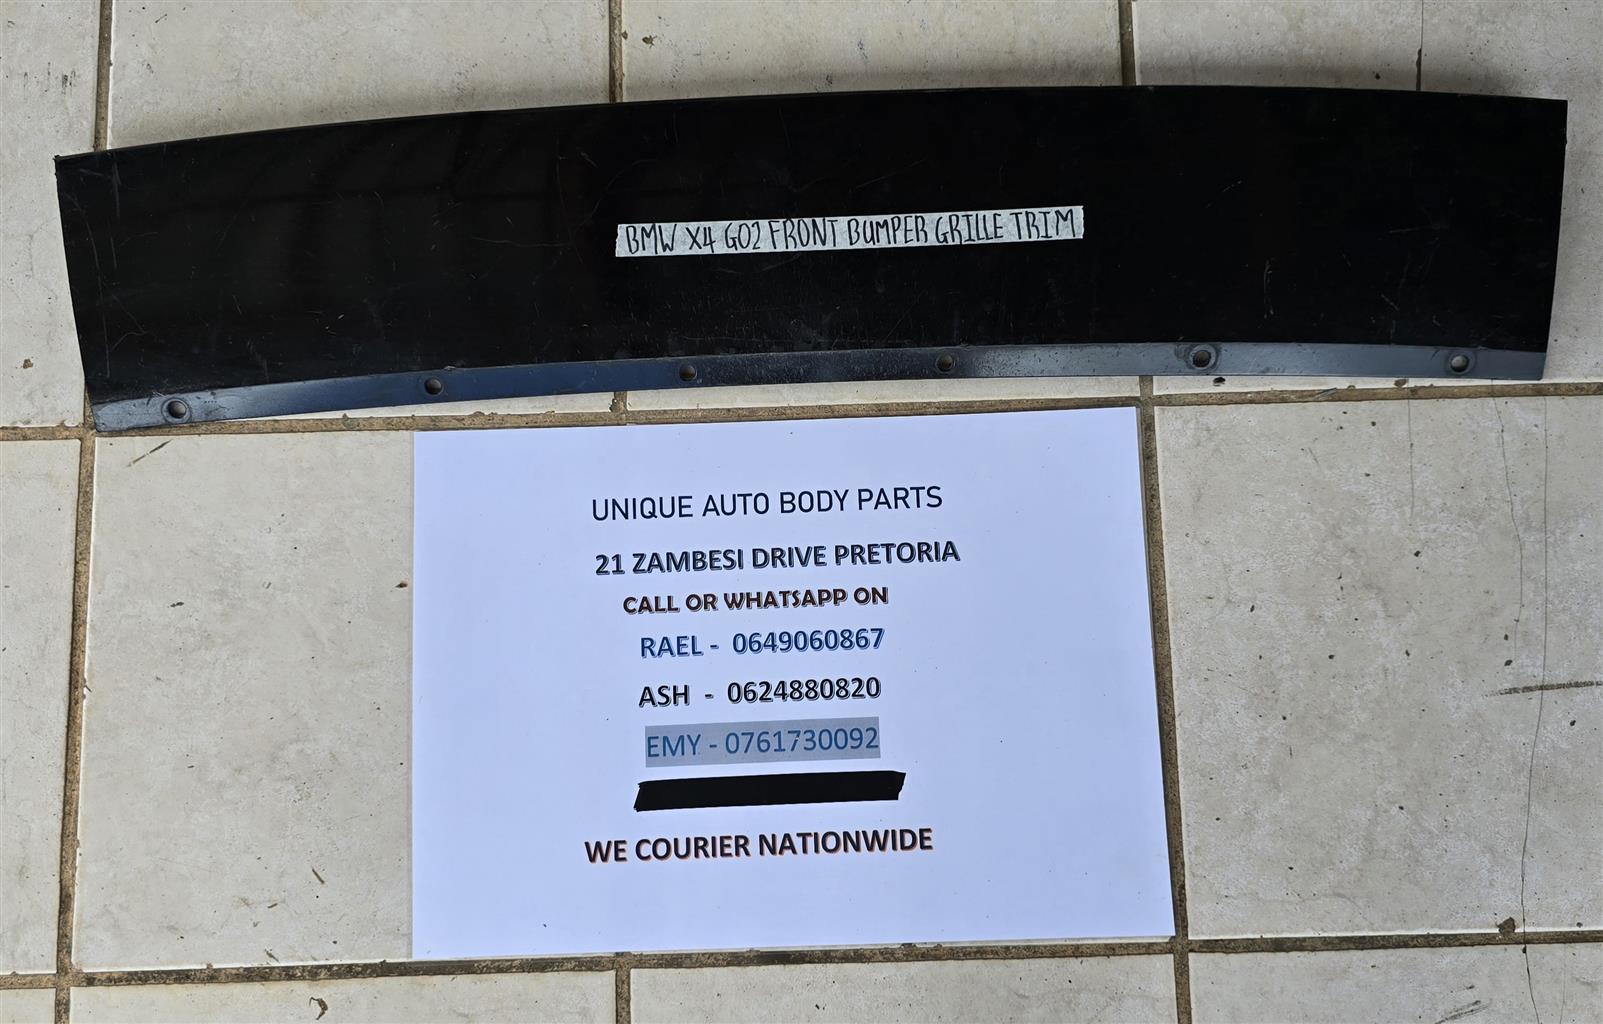 BMW X4 G02 FRONT BUMPER GRILLE TRIM
UNIQUE AUTO BODY PARTS
21 ZAMBESI DRIVE PRETORIA
CALL OR WHATSAPP ON
RAEL - 0649060867
ASH - 0624880820
EMY - 0761730092
WE COURIER NATIONWIDE